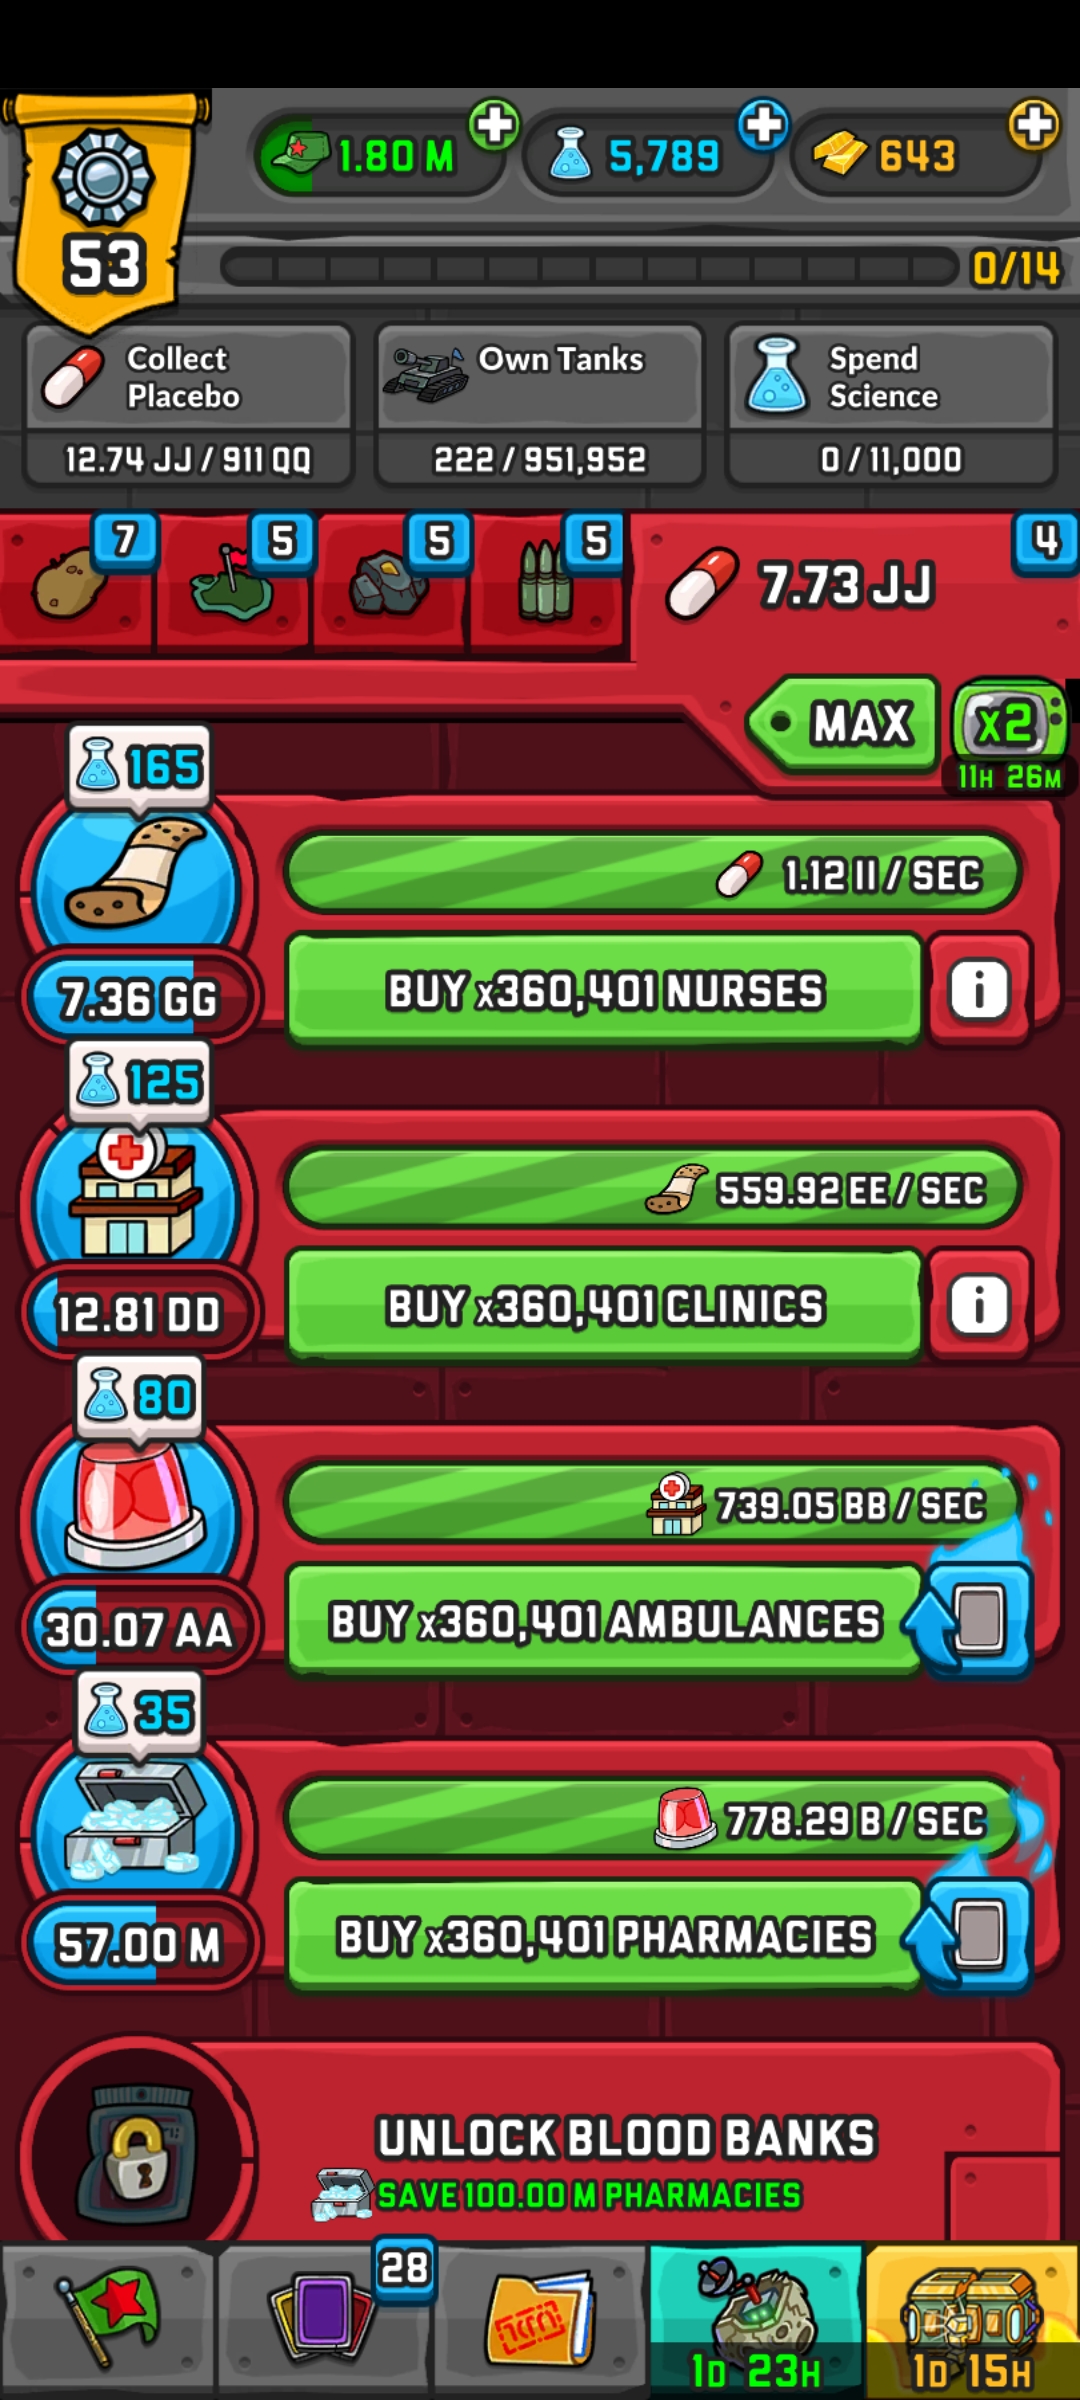 1.80 M
5,789
643
53
0/14
Collect
Placebo
12.74 JJ / 911 QQ
Own Tanks
222 / 951,952
Spend
Science
0 / 11,000
7
5
5
5
7.73 JJ
4
MAX
x2
11H 26M
165
1.12 II / SEC
7.36 GG
BUY x360,401 NURSES
i
125
559.92 EE / SEC
12.81 DD
BUY x360,401 CLINICS
i
80
739.05 BB / SEC
30.07 AA
BUY x360,401 AMBULANCES
35
778.29 B / SEC
57.00 M
BUY x360,401 PHARMACIES
UNLOCK BLOOD BANKS
SAVE 100.00 M PHARMACIES
28
1D 23H
1D 15H